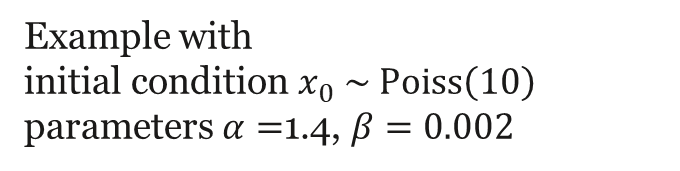 Example with
initial condition x₀ ~ Poiss(10)
parameters α =1.4, β = 0.002